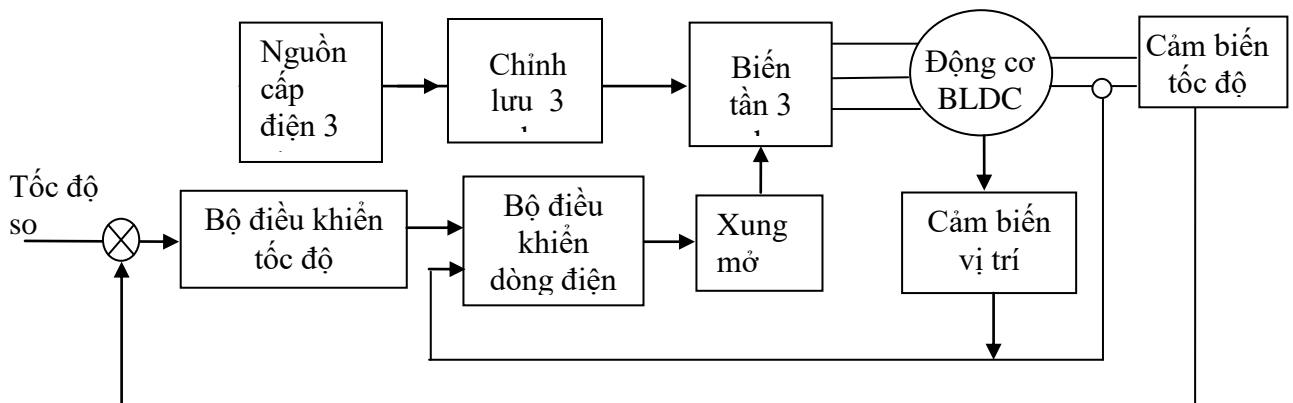 Nguồn
cấp
điện 3
Chỉnh
lưu 3
Biến
tần 3
Động cơ
BLDC
Cảm biến
tốc độ
Tốc độ
so
Bộ điều khiển
tốc độ
Bộ điều
khiển
dòng điện
Xung
mở
Cảm biến
vị trí